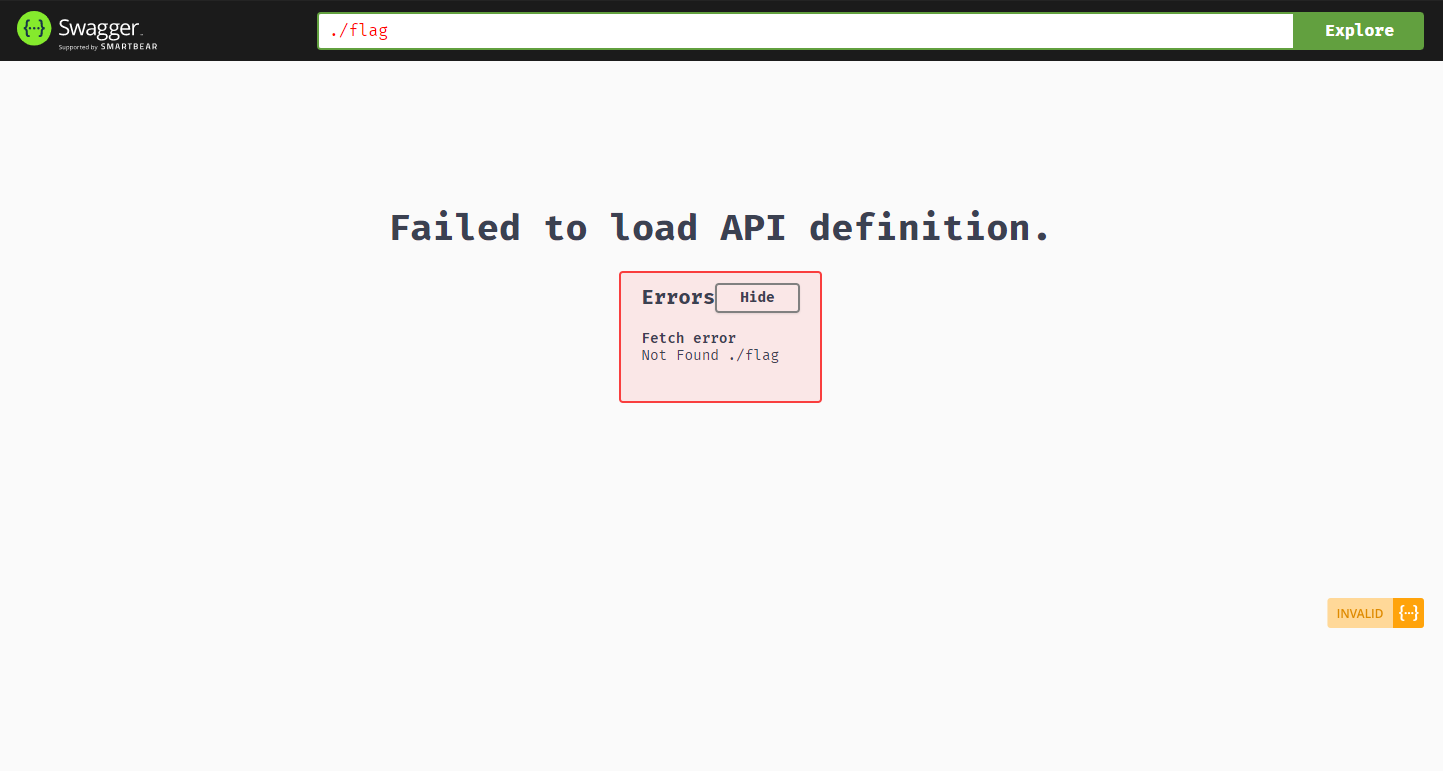 Swagger
Supported by SMARTBEAR
./flag
Explore
Failed to load API definition.
Errors
Hide
Fetch error
Not Found ./flag
INVALID {...}